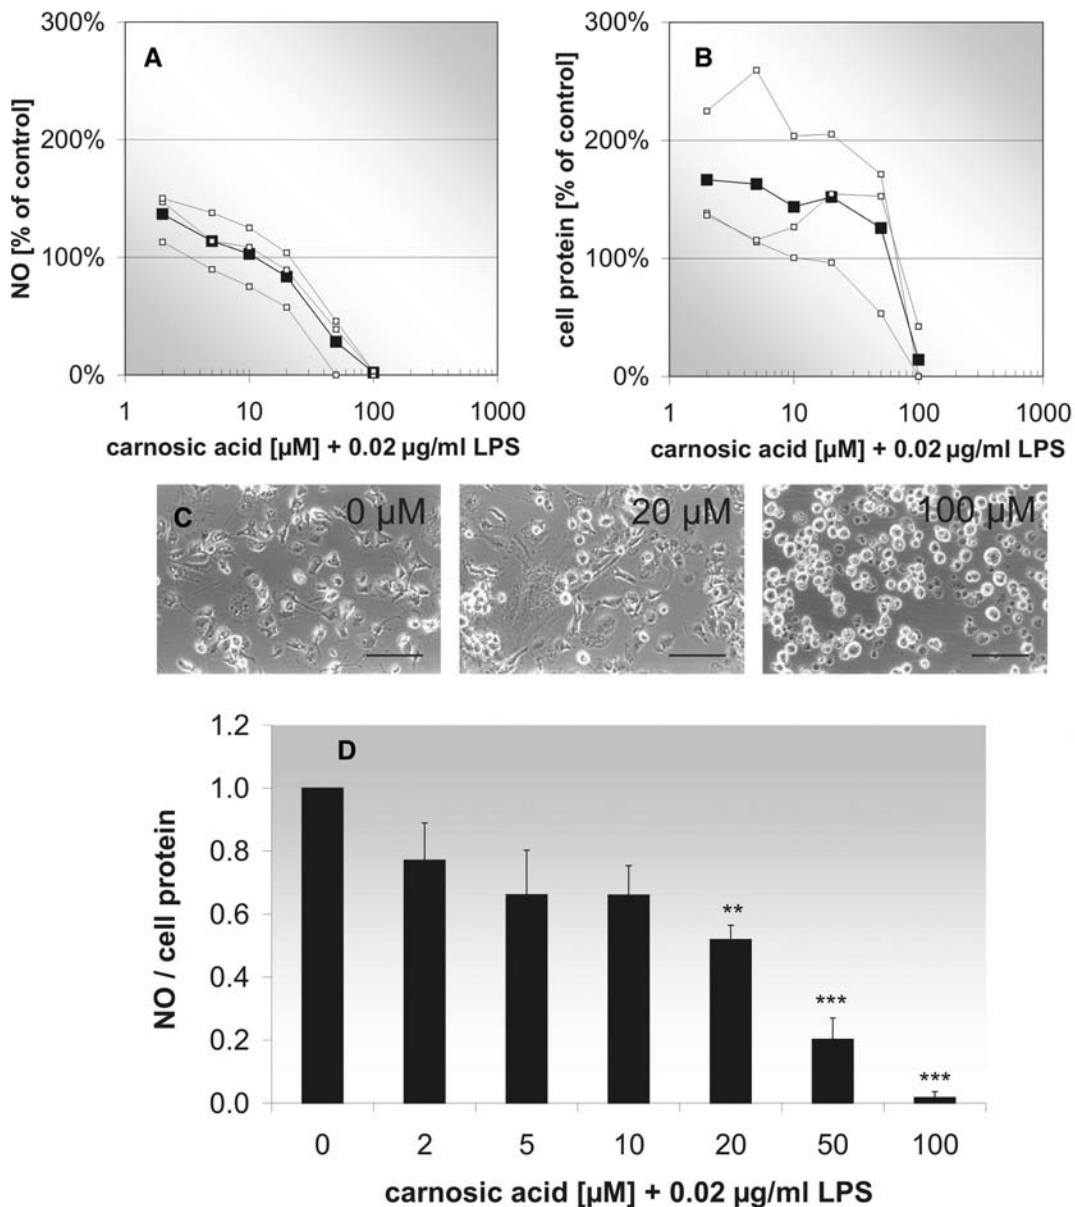 A
300%
200%
100%
0%
NO [% of control]
1 10 100 1000
carnosic acid [µM] + 0.02 µg/ml LPS
B
300%
200%
100%
0%
cell protein [% of control]
1 10 100 1000
carnosic acid [µM] + 0.02 µg/ml LPS
C
0 µM
20 µM
100 µM
D
1.2
1.0
0.8
0.6
0.4
0.2
0.0
NO / cell protein
**
***
***
0 2 5 10 20 50 100
carnosic acid [µM] + 0.02 µg/ml LPS